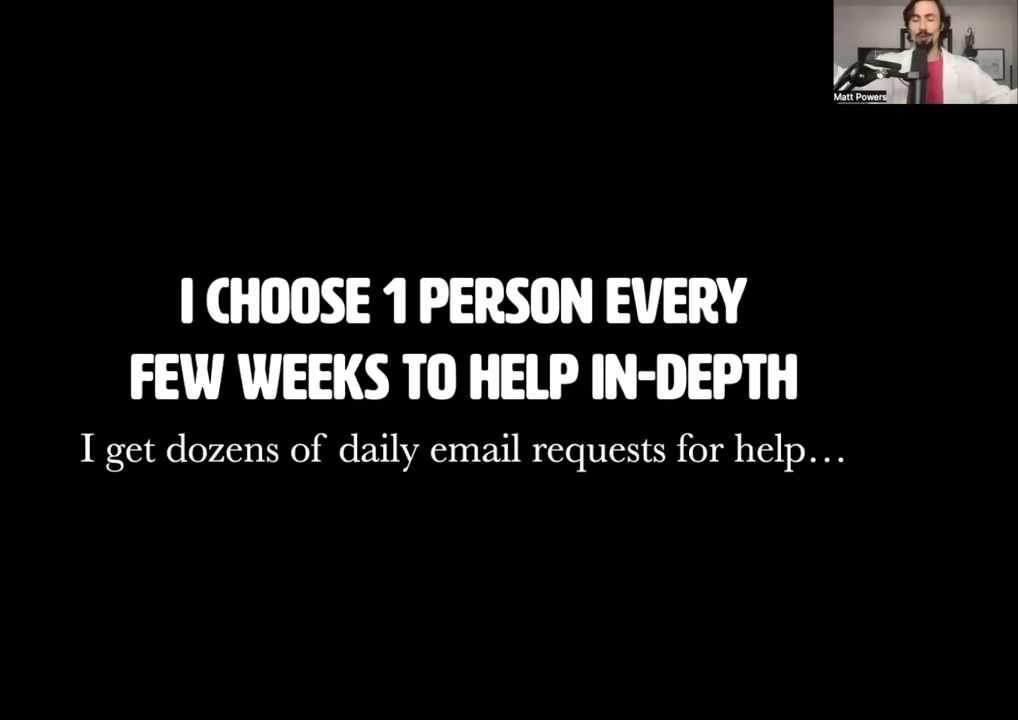 Matt Powers
I CHOOSE 1 PERSON EVERY
FEW WEEKS TO HELP IN-DEPTH
I get dozens of daily email requests for help…